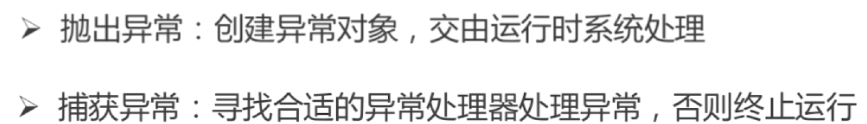 ➢ 抛出异常：创建异常对象，交由运行时系统处理
➢ 捕获异常：寻找合适的异常处理器处理异常，否则终止运行